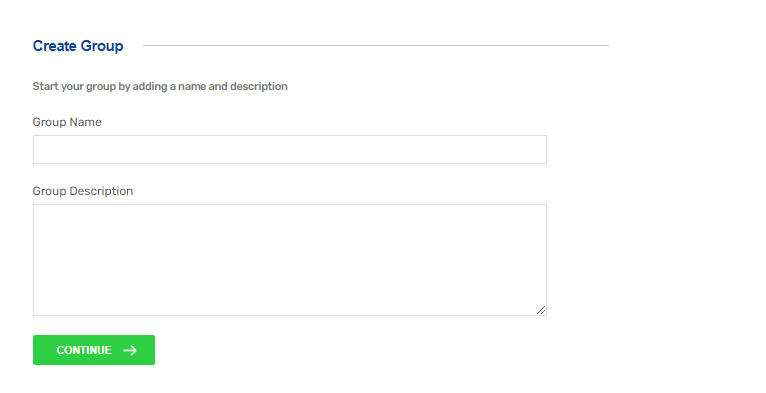 Create Group
Start your group by adding a name and description
Group Name
Group Description
CONTINUE